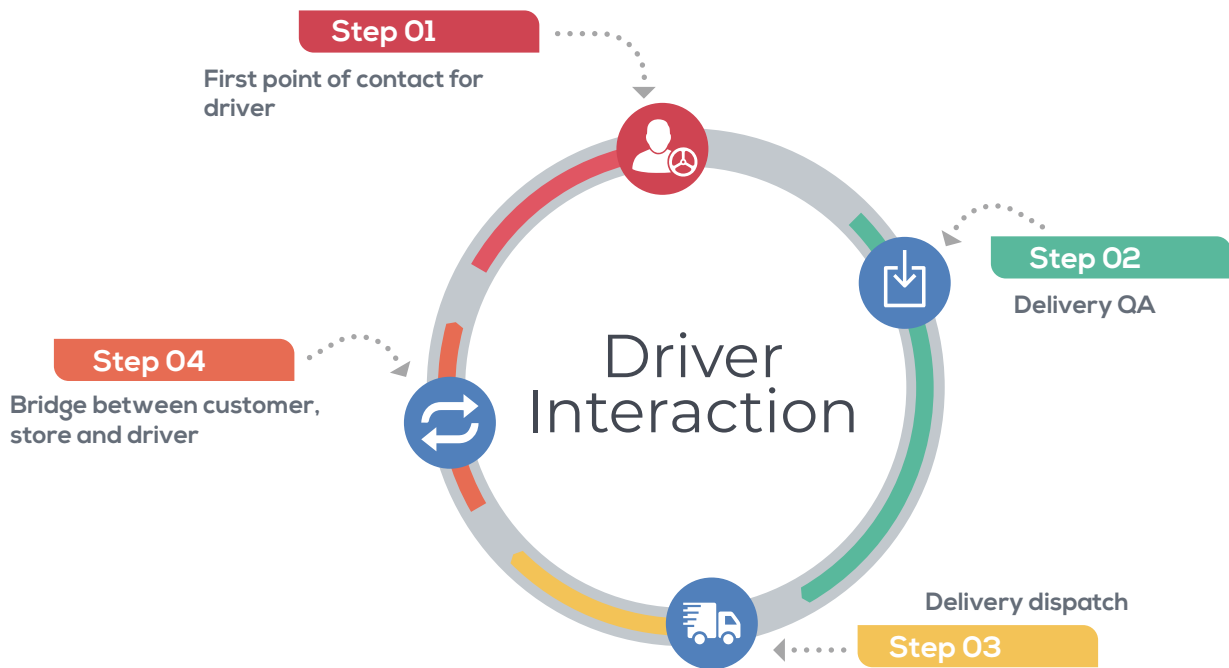 Step 01
First point of contact for
driver
Step 02
Delivery QA
Driver
Interaction
Step 04
Bridge between customer,
store and driver
Delivery dispatch
Step 03